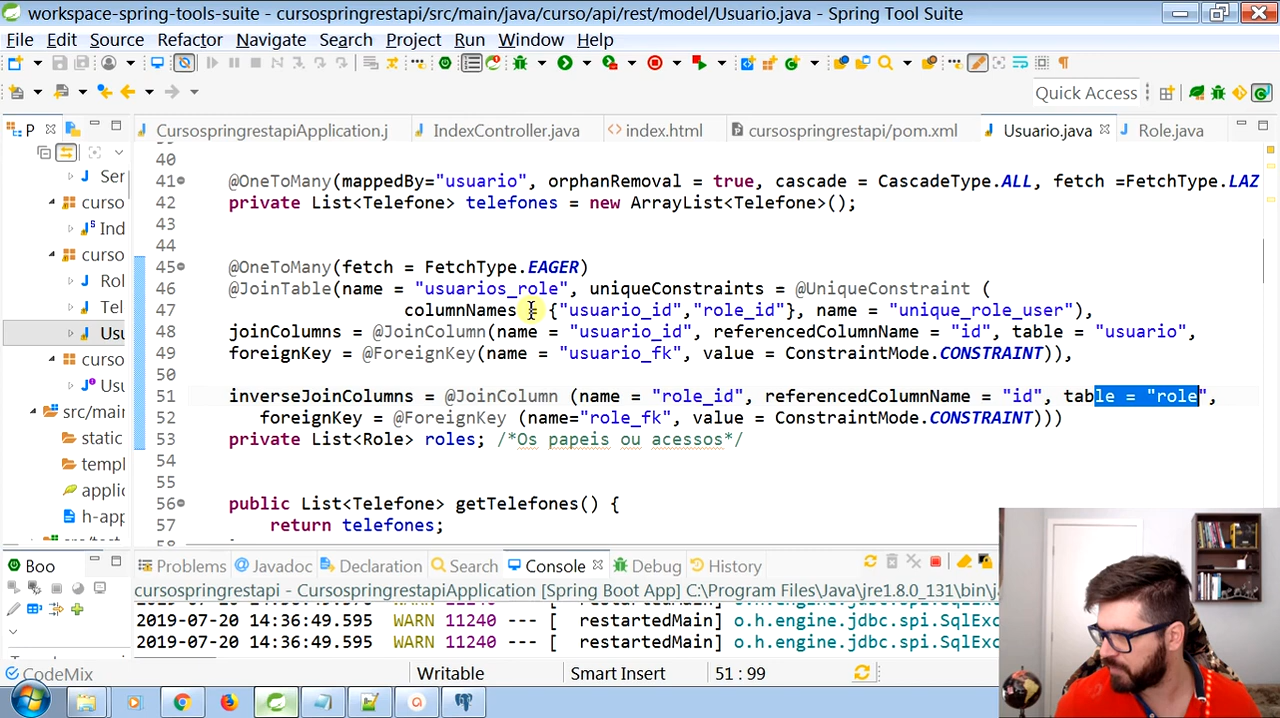 workspace-spring-tools-suite - cursospringrestapi/src/main/java/curso/api/rest/model/Usuario.java - Spring Tool Suite
File Edit Source Refactor Navigate Search Project Run Window Help
Quick Access
P
CursospringrestapiApplication.j
IndexController.java
index.html
cursospringrestapi/pom.xml
Usuario.java
Role.java
Ser
curso
Ind
curso
Rol
Tel
Usu
curso
Usu
src/main
static
templ
applic
h-app
40
41 @OneToMany(mappedBy="usuario", orphanRemoval = true, cascade = CascadeType.ALL, fetch =FetchType.LAZ
42 private List<Telefone> telefones = new ArrayList<Telefone>();
43
44
45 @OneToMany(fetch = FetchType.EAGER)
46 @JoinTable(name = "usuarios_role", uniqueConstraints = @UniqueConstraint (
47 columnNames = {"usuario_id","role_id"}, name = "unique_role_user"),
48 joinColumns = @JoinColumn(name = "usuario_id", referencedColumnName = "id", table = "usuario",
49 foreignKey = @ForeignKey(name = "usuario_fk", value = ConstraintMode.CONSTRAINT)),
50
51 inverseJoinColumns = @JoinColumn (name = "role_id", referencedColumnName = "id", table = "role",
52 foreignKey = @ForeignKey (name="role_fk", value = ConstraintMode.CONSTRAINT)))
53 private List<Role> roles; /*Os papeis ou acessos*/
54
55
56 public List<Telefone> getTelefones() {
57 return telefones;
58
Boo
Problems @ Javadoc Declaration Search Console Debug History
cursospringrestapi - CursospringrestapiApplication [Spring Boot App] C:\Program Files\Java\jre1.8.0_131\bin\j
2019-07-20 14:36:49.595 WARN 11240 --- [ restartedMain] o.h.engine.jdbc.spi.SqlExc
2019-07-20 14:36:49.595 WARN 11240 --- [ restartedMain] o.h.engine.jdbc.spi.SqlExc
CodeMix
Writable
Smart Insert
51 : 99